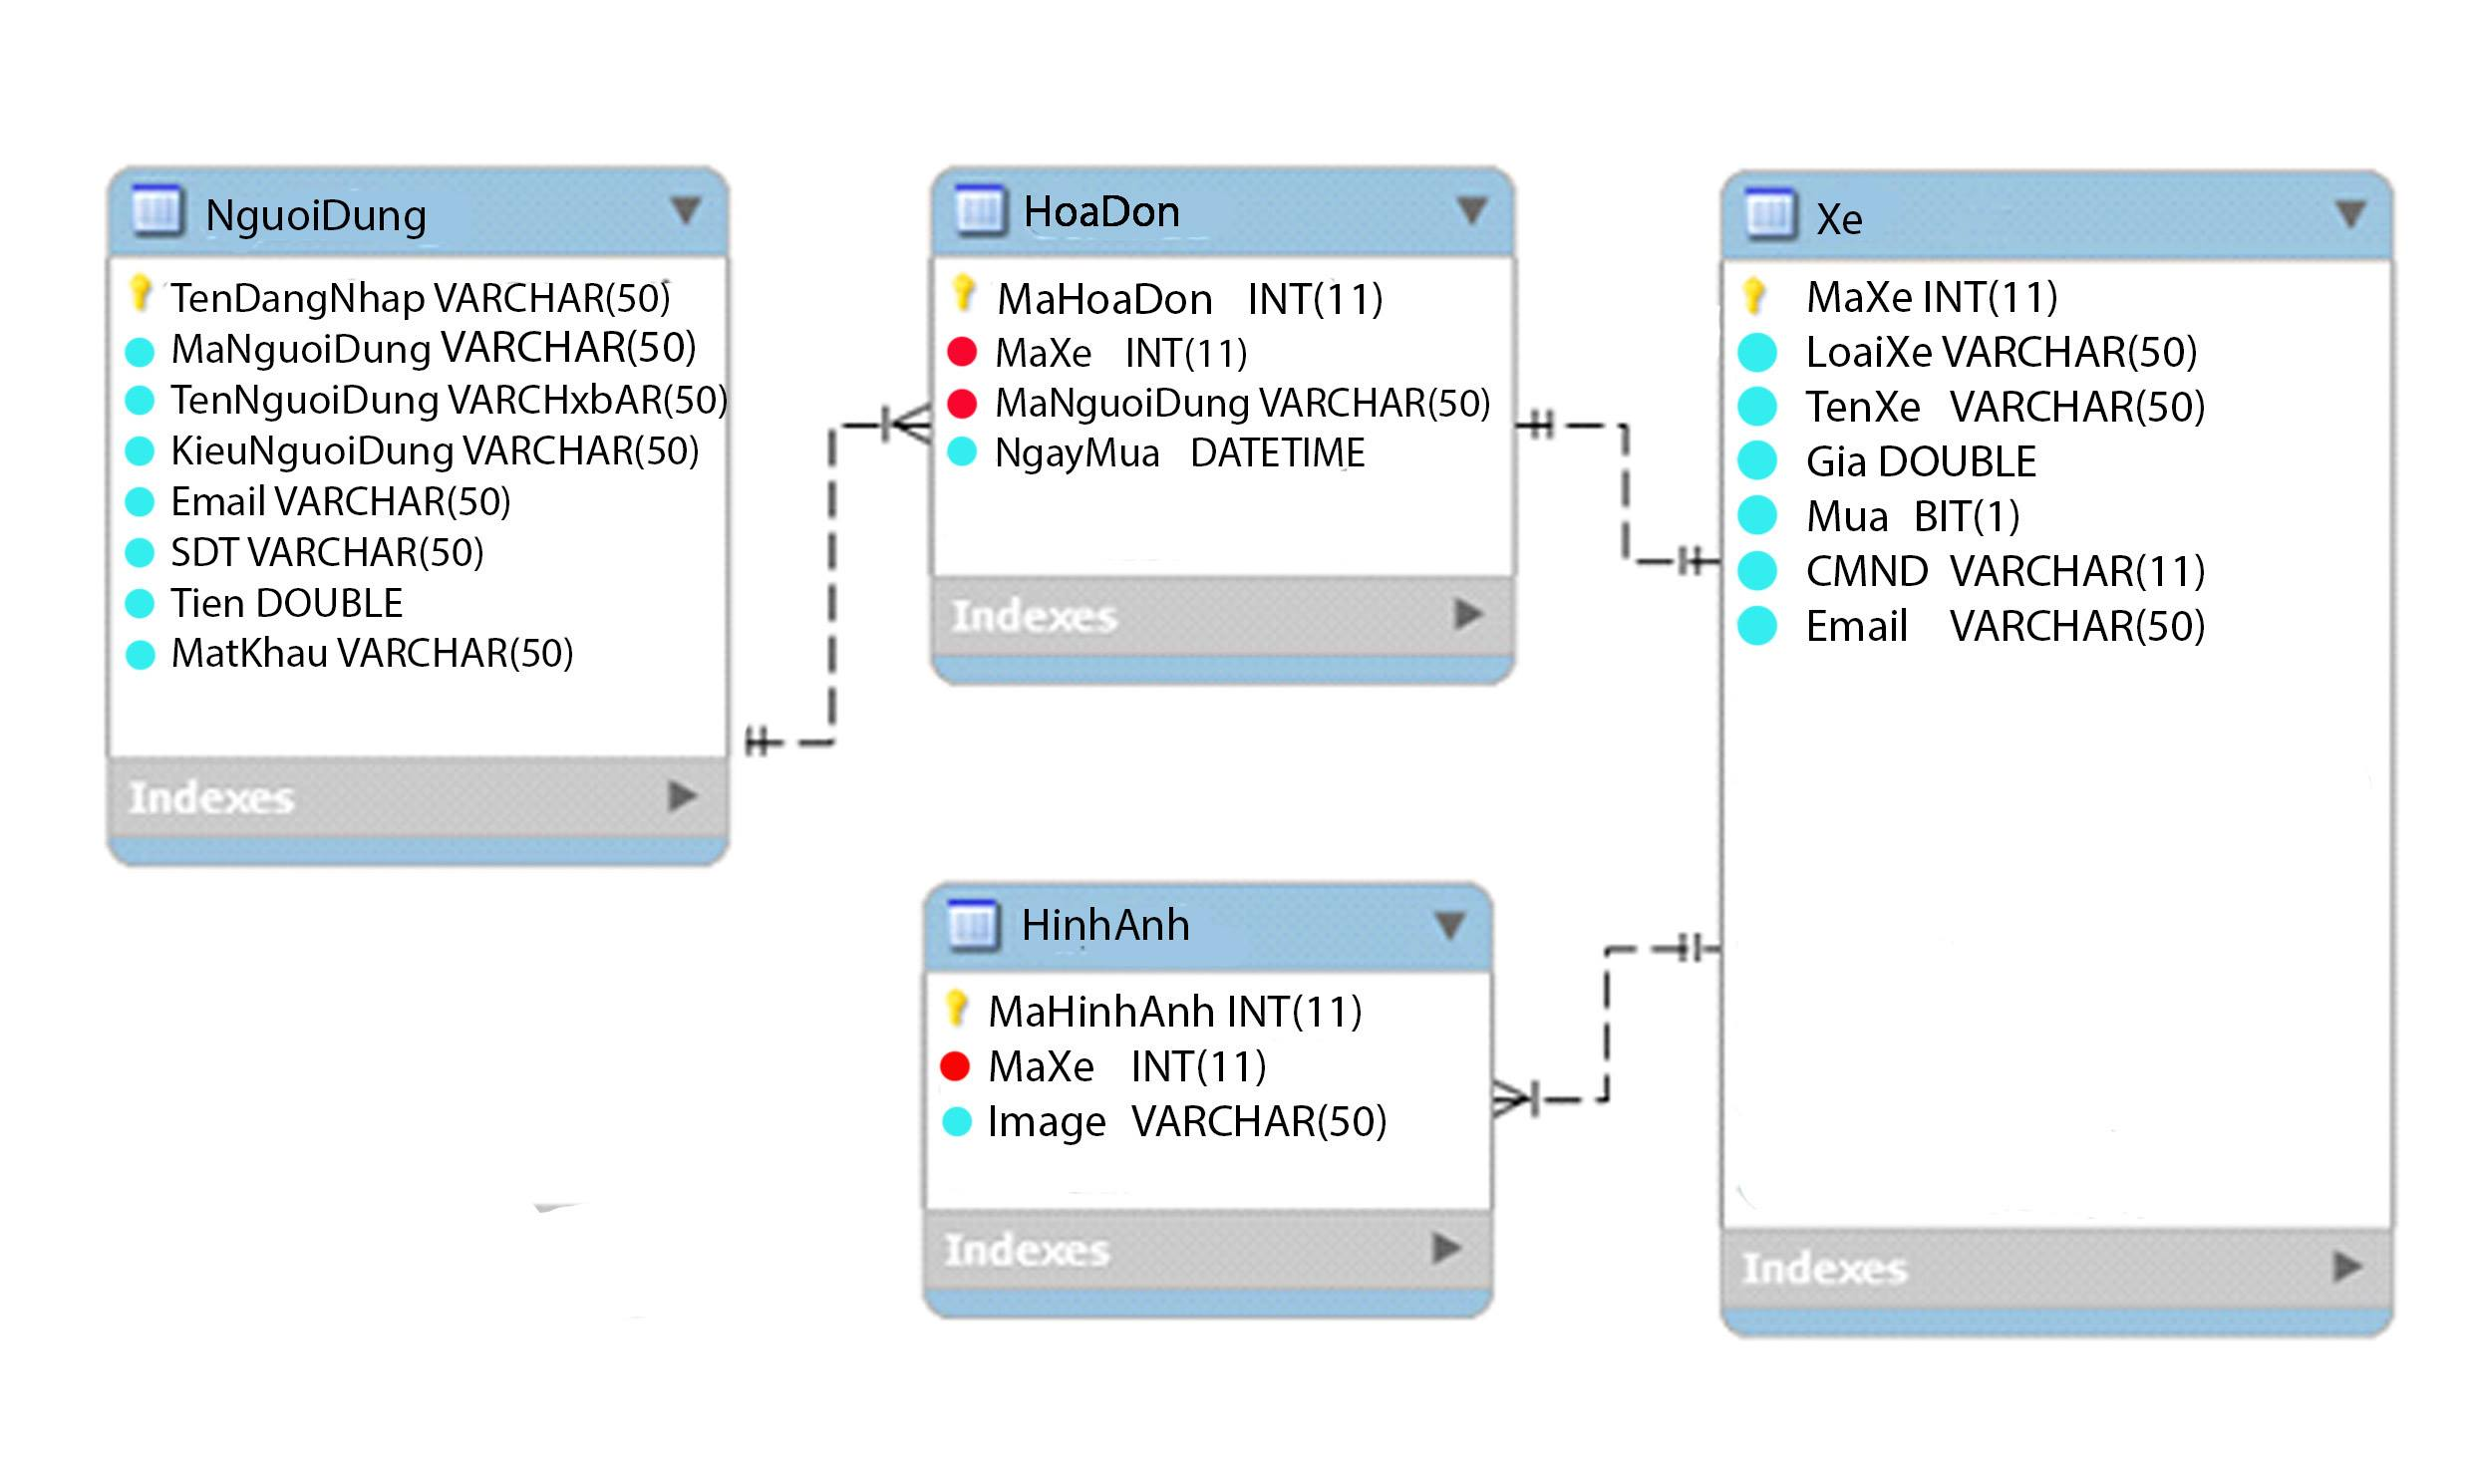 NguoiDung
TenDangNhap VARCHAR(50)
MaNguoiDung VARCHAR(50)
TenNguoiDung VARCHxbAR(50)
KieuNguoiDung VARCHAR(50)
Email VARCHAR(50)
SDT VARCHAR(50)
Tien DOUBLE
MatKhau VARCHAR(50)
Indexes
HoaDon
MaHoaDon INT(11)
MaXe INT(11)
MaNguoiDung VARCHAR(50)
NgayMua DATETIME
Indexes
HinhAnh
MaHinhAnh INT(11)
MaXe INT(11)
Image VARCHAR(50)
Indexes
Xe
MaXe INT(11)
LoaiXe VARCHAR(50)
TenXe VARCHAR(50)
Gia DOUBLE
Mua BIT(1)
CMND VARCHAR(11)
Email VARCHAR(50)
Indexes